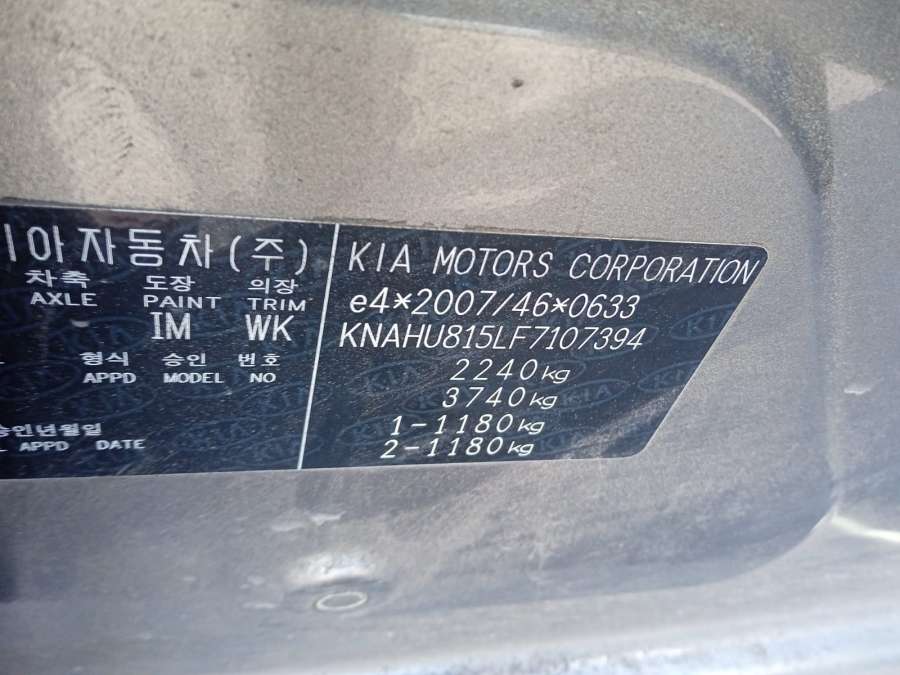 기아자동차(주)
차축 도장 의장
AXLE PAINT TRIM
IM WK
형식 승인 번호
APPD MODEL NO
승인년월일
APPD DATE
KIA MOTORS CORPORATION
e4*2007/46*0633
KNAHU815LF7107394
2240kg
3740kg
1-1180kg
2-1180kg